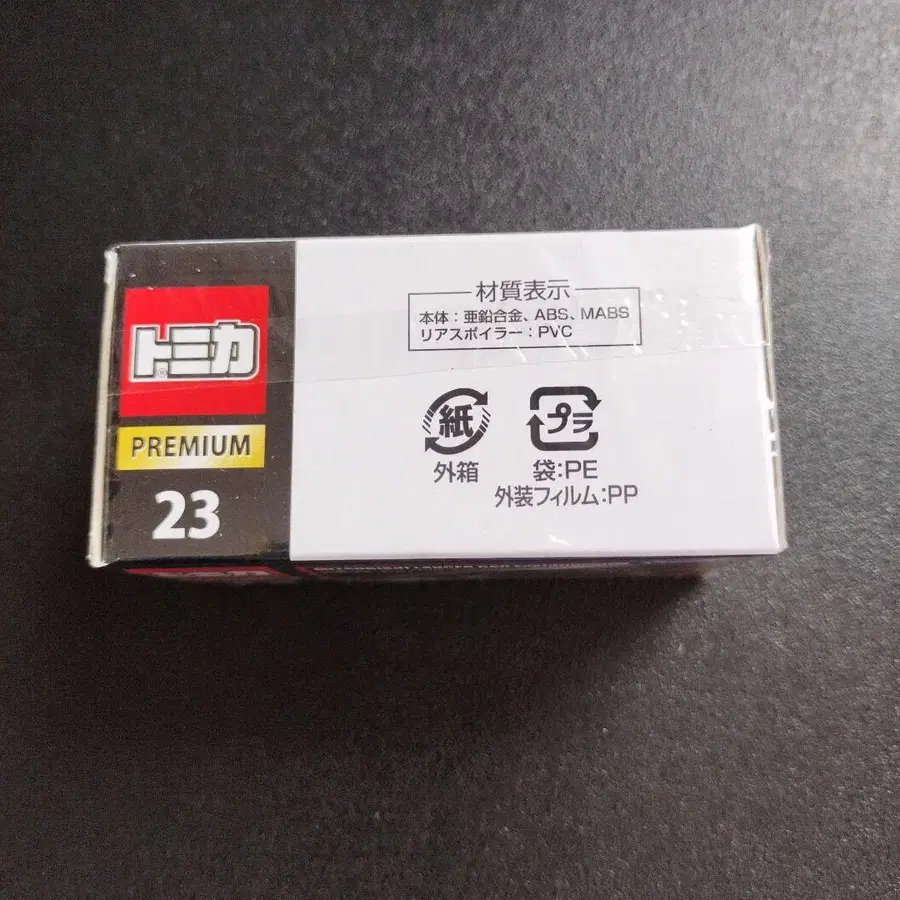 トミカ®
PREMIUM
23
材質表示
本体：亜鉛合金、ABS、MABS
リアスポイラー：PVC
紙
外箱
プラ
袋:PE
外装フィルム:PP